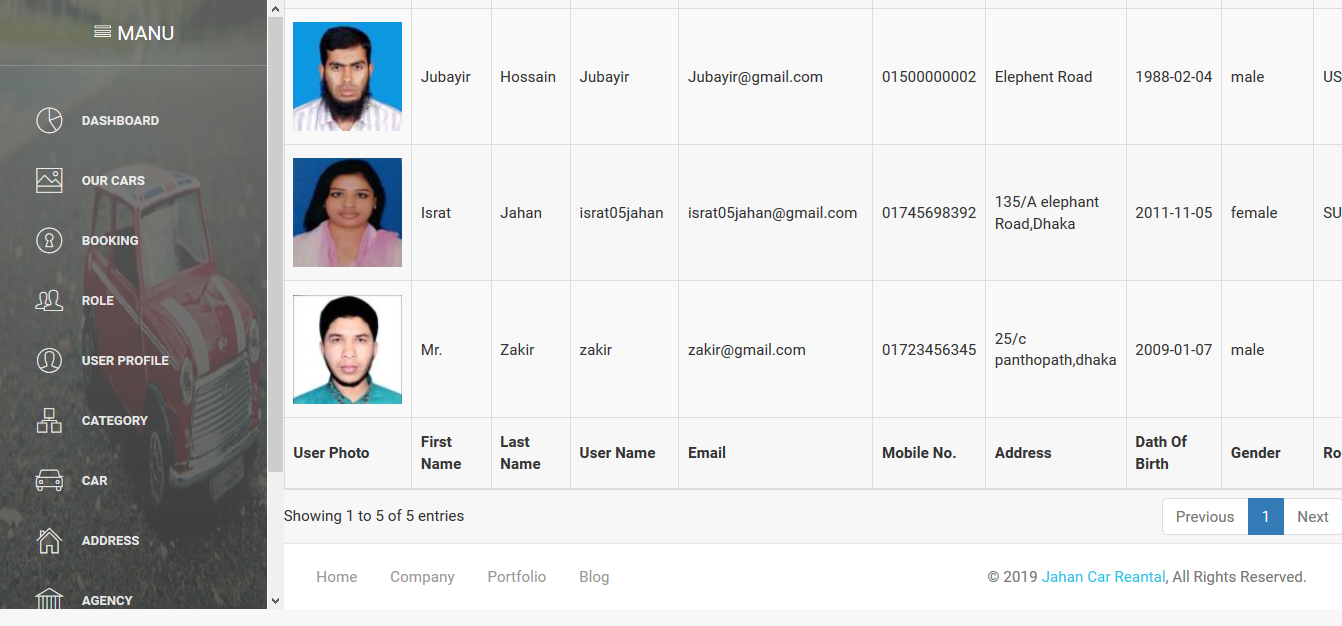 MANU
DASHBOARD
OUR CARS
BOOKING
ROLE
USER PROFILE
CATEGORY
CAR
ADDRESS
AGENCY
Jubayir Hossain Jubayir Jubayir@gmail.com 01500000002 Elephent Road 1988-02-04 male US
Israt Jahan israt05jahan israt05jahan@gmail.com 01745698392 135/A elephant 2011-11-05 female SU
Road,Dhaka
Mr. Zakir zakir zakir@gmail.com 01723456345 25/c 2009-01-07 male
panthopath,dhaka
User Photo First Last User Name Email Mobile No. Address Dath Of Gender Ro
Name Name Birth
Showing 1 to 5 of 5 entries Previous 1 Next
Home Company Portfolio Blog © 2019 Jahan Car Reantal, All Rights Reserved.